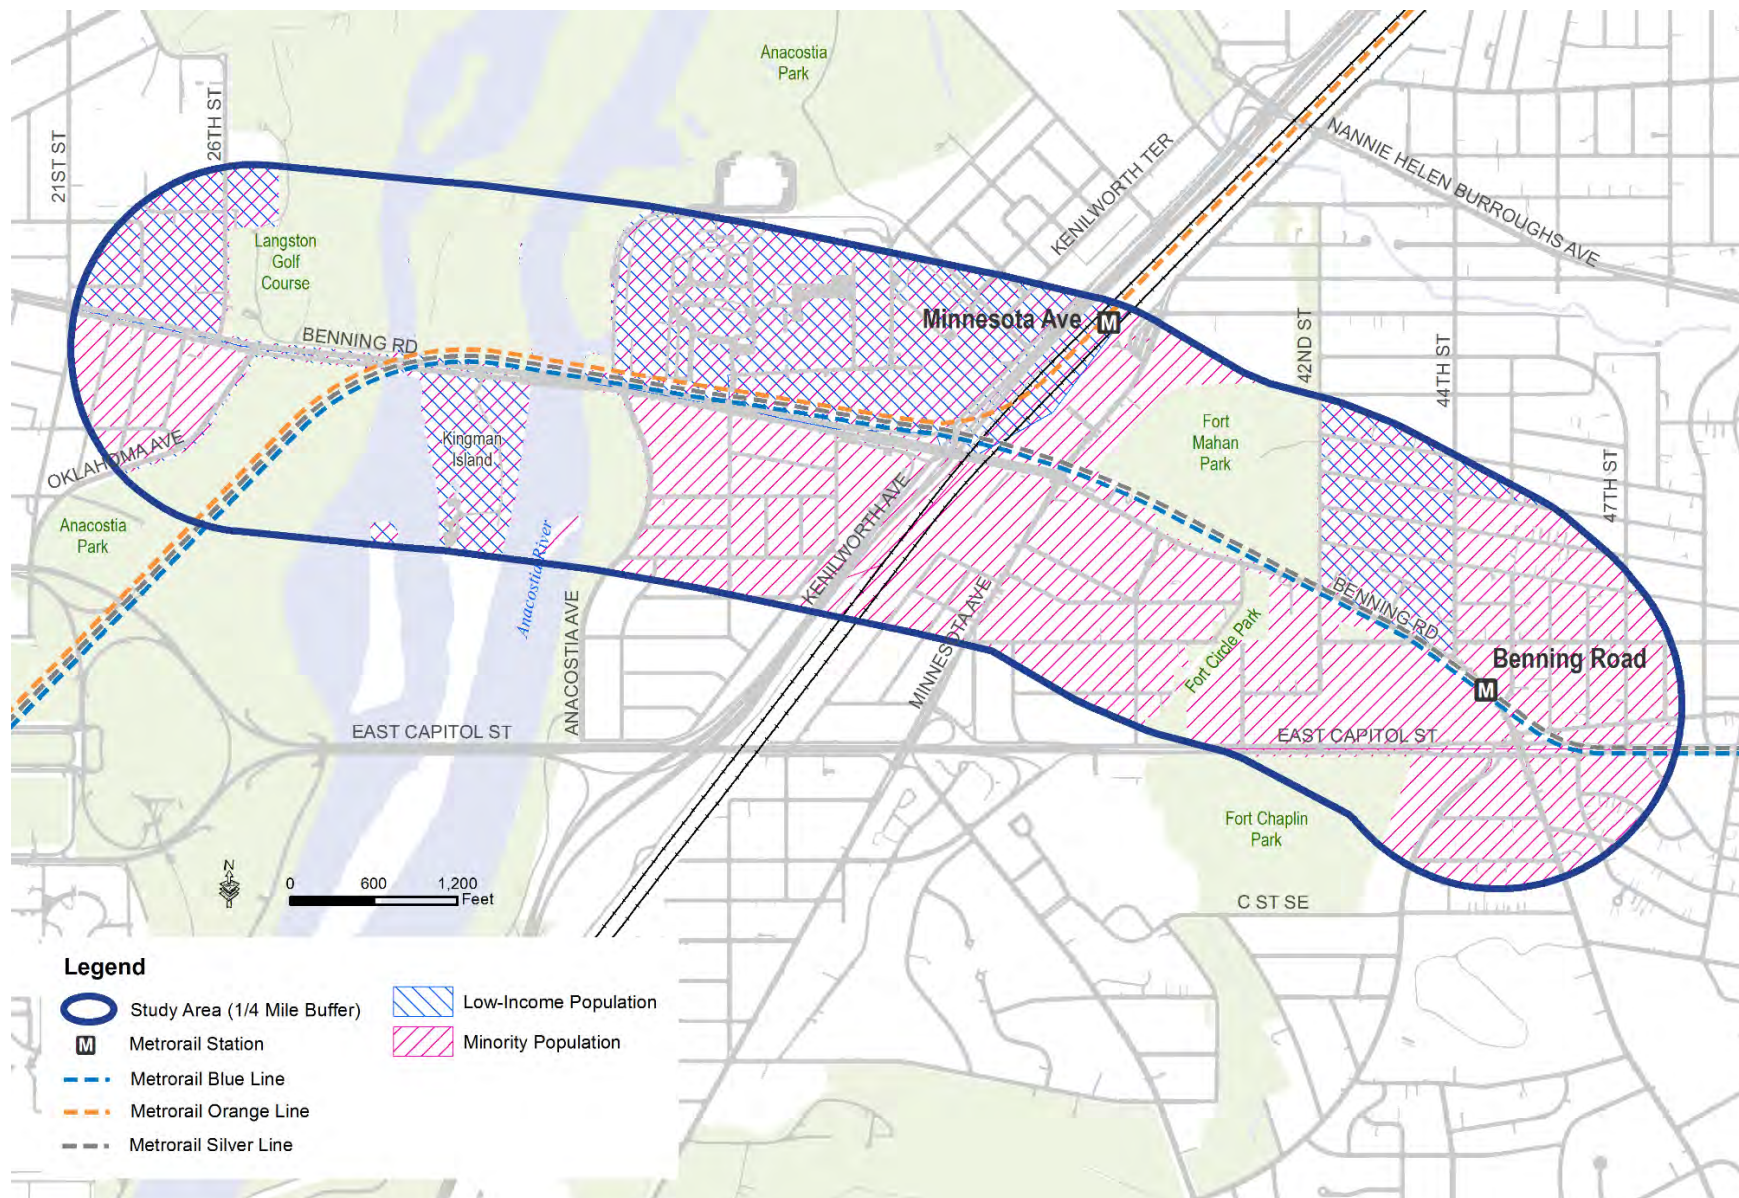 Anacostia
Park
21ST ST
26TH ST
KENILWORTH TER
NANNIE HELEN BURROUGHS AVE
Langston
Golf
Course
BENNING RD
Minnesota Ave
M
42ND ST
44TH ST
47TH ST
Fort
Mahan
Park
OKLAHOMA AVE
Kingman
Island
Anacostia
Park
Anacostia River
KENILWORTH AVE
MINNESOTA AVE
ANACOSTIA AVE
BENNING RD
Fort Circle Park
Benning Road
M
EAST CAPITOL ST
EAST CAPITOL ST
Fort Chaplin
Park
C ST SE
N
0 600 1,200
Feet
Legend
Study Area (1/4 Mile Buffer)
M Metrorail Station
Metrorail Blue Line
Metrorail Orange Line
Metrorail Silver Line
Low-Income Population
Minority Population